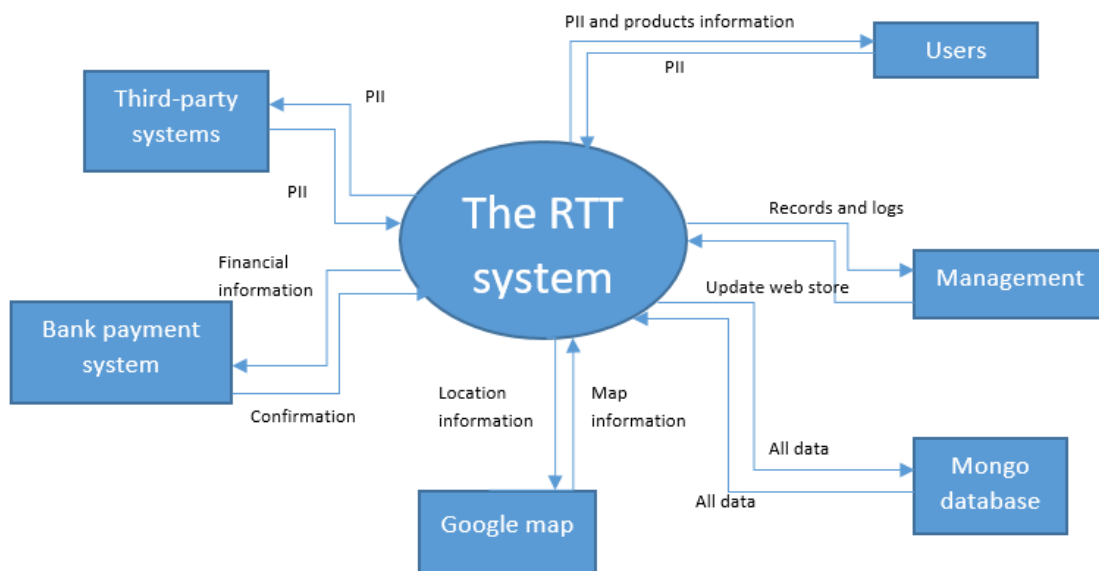 PII and products information
Users
PII
Third-party
systems
PII
PII
The RTT
system
Records and logs
Management
Update web store
Financial
information
Bank payment
system
Confirmation
Location
information
Map
information
All data
Mongo
database
All data
Google map